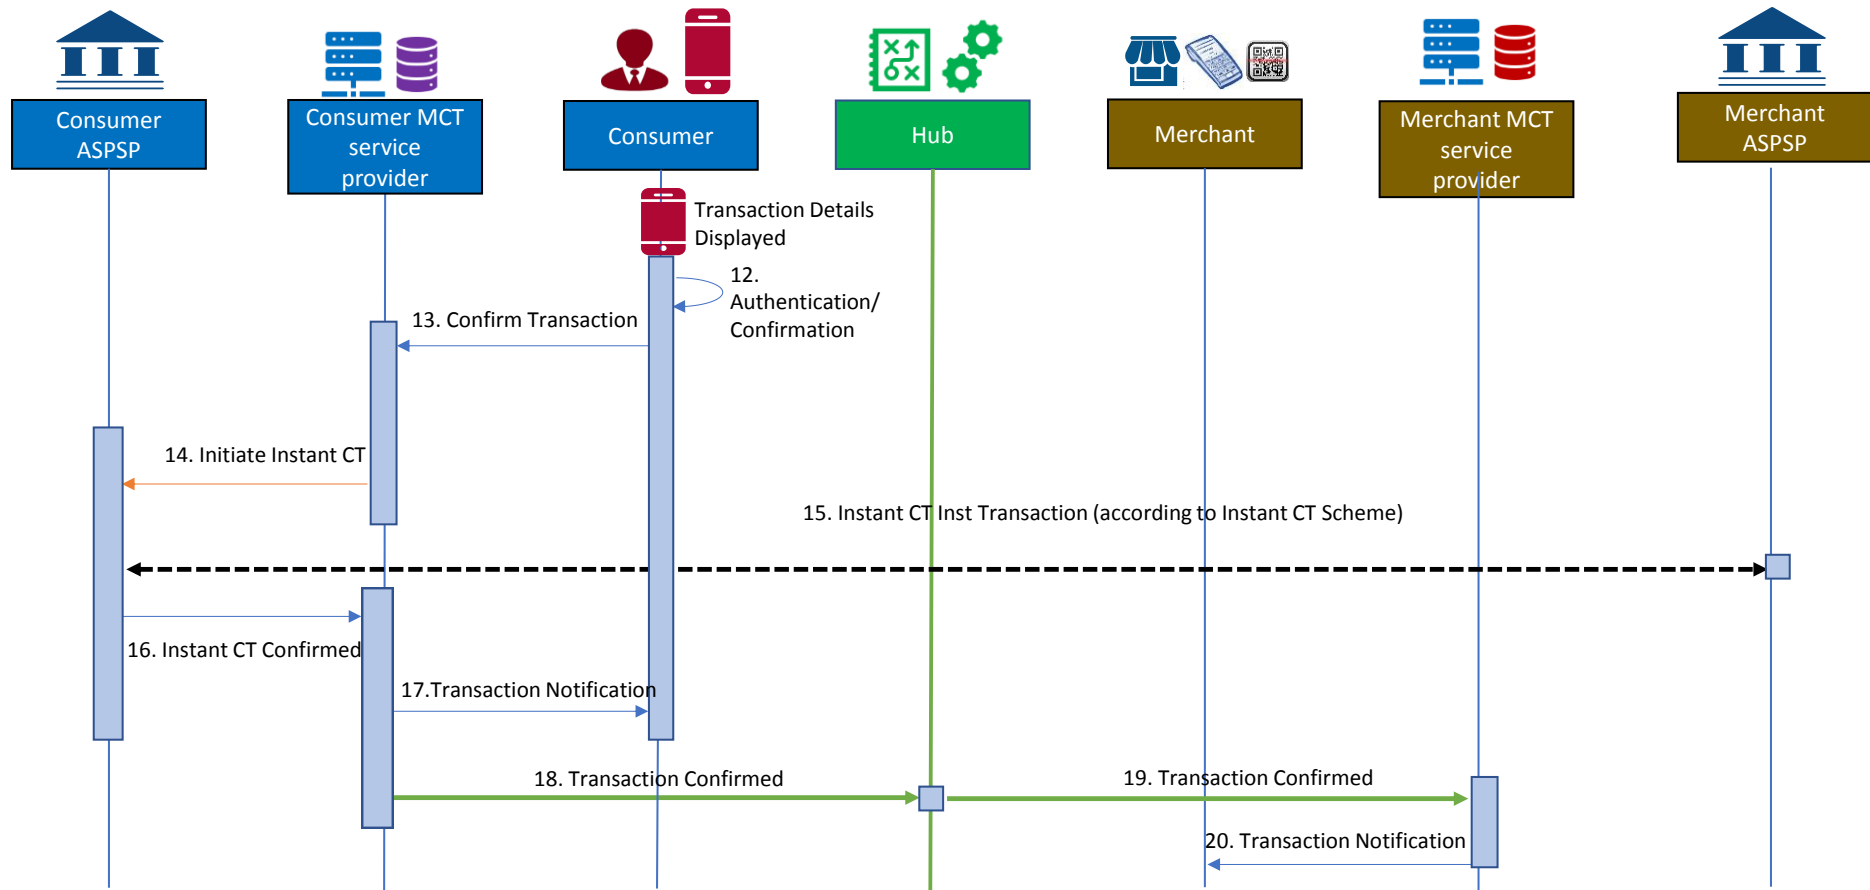 Consumer
ASPSP
Consumer MCT
service
provider
Consumer
Hub
Merchant
Merchant MCT
service
provider
Merchant
ASPSP
Transaction Details
Displayed
12.
Authentication/
Confirmation
13. Confirm Transaction
14. Initiate Instant CT
15. Instant CT Inst Transaction (according to Instant CT Scheme)
16. Instant CT Confirmed
17.Transaction Notification
18. Transaction Confirmed
19. Transaction Confirmed
20. Transaction Notification